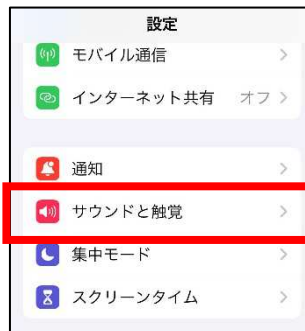 設定
モバイル通信
インターネット共有 オフ
通知
サウンドと触覚
集中モード
スクリーンタイム